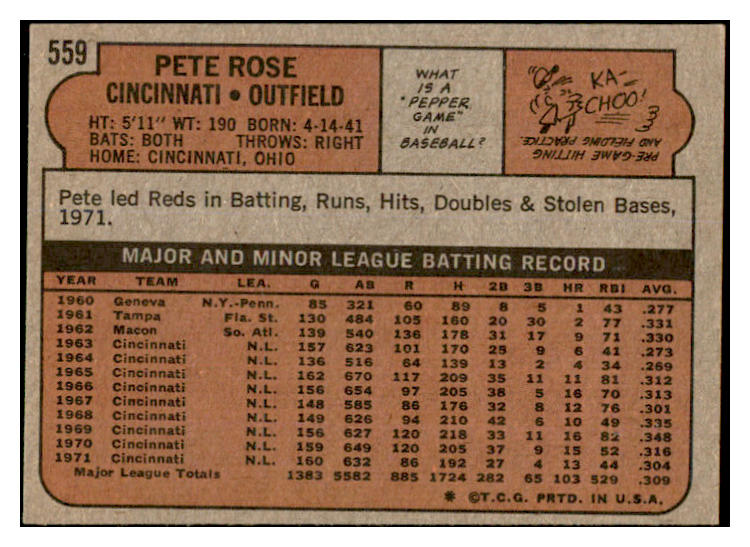 559
PETE ROSE
CINCINNATI • OUTFIELD
HT: 5'11" WT: 190 BORN: 4-14-41
BATS: BOTH THROWS: RIGHT
HOME: CINCINNATI, OHIO
WHAT
IS A
"PEPPER
GAME"
IN
BASEBALL?
KA-
CHOO!
PRE-GAME HITTING
AND FIELDING PRACTICE.
Pete led Reds in Batting, Runs, Hits, Doubles & Stolen Bases,
1971.
MAJOR AND MINOR LEAGUE BATTING RECORD
YEAR TEAM LEA. G AB R H 2B 3B HR RBI AVG.
1960 Geneva N.Y.-Penn. 85 321 60 89 8 5 1 43 .277
1961 Tampa Fla. St. 130 484 105 160 20 30 2 77 .331
1962 Macon So. Atl. 139 540 136 178 31 17 9 71 .330
1963 Cincinnati N.L. 157 623 101 170 25 9 6 41 .273
1964 Cincinnati N.L. 136 516 64 139 13 2 4 34 .269
1965 Cincinnati N.L. 162 670 117 209 35 11 11 81 .312
1966 Cincinnati N.L. 156 654 97 205 38 5 16 70 .313
1967 Cincinnati N.L. 148 585 86 176 32 8 12 76 .301
1968 Cincinnati N.L. 149 626 94 210 42 6 10 49 .335
1969 Cincinnati N.L. 156 627 120 218 33 11 16 82 .348
1970 Cincinnati N.L. 159 649 120 205 37 9 15 52 .316
1971 Cincinnati N.L. 160 632 86 192 27 4 13 44 .304
Major League Totals 1383 5582 885 1724 282 65 103 529 .309
* ©T.C.G. PRTD. IN U.S.A.